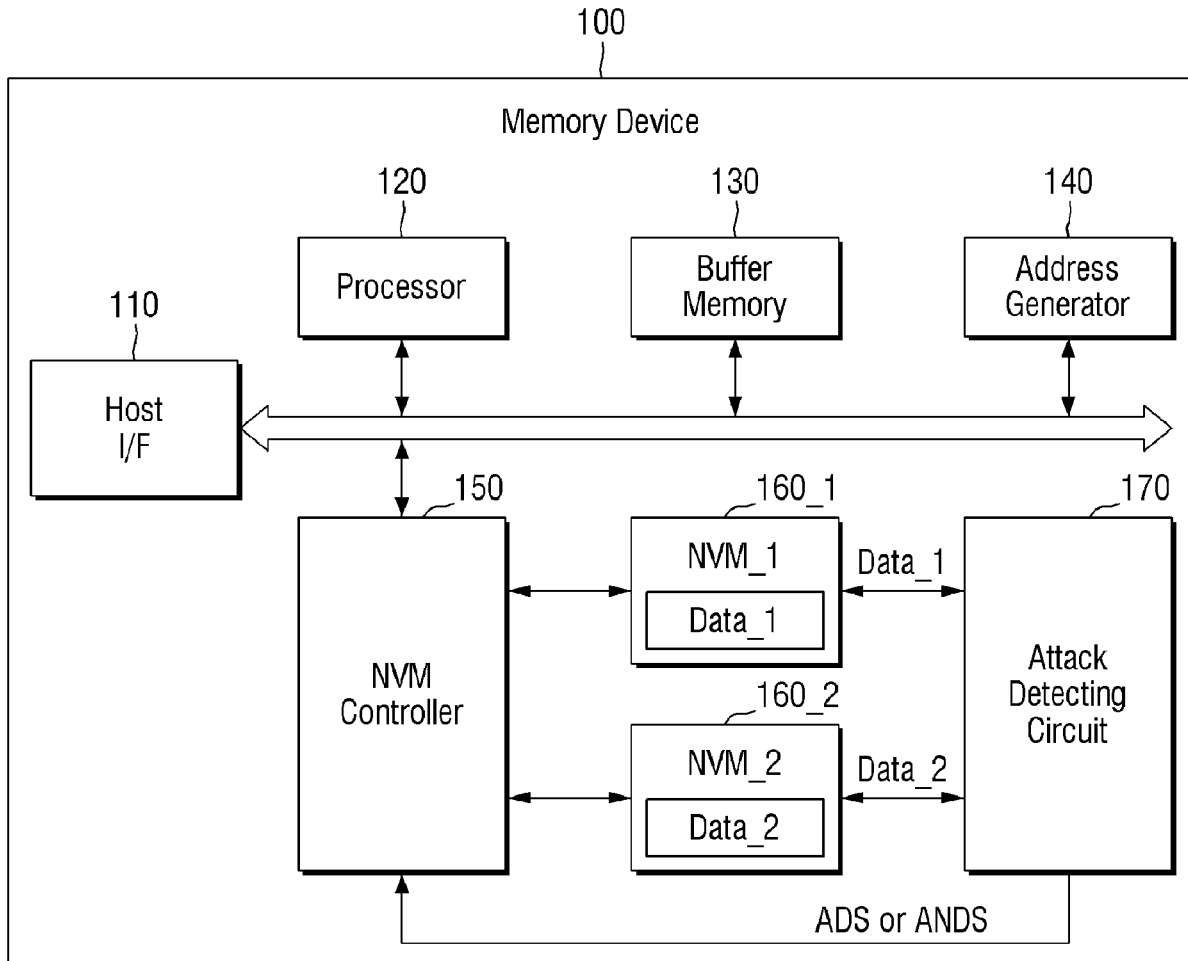 100
Memory Device
120
130
140
Processor
Buffer
Memory
Address
Generator
110
Host
I/F
150
160_1
170
NVM
Controller
NVM_1
Data_1
Data_1
160_2
NVM_2
Data_2
Data_2
Attack
Detecting
Circuit
ADS or ANDS